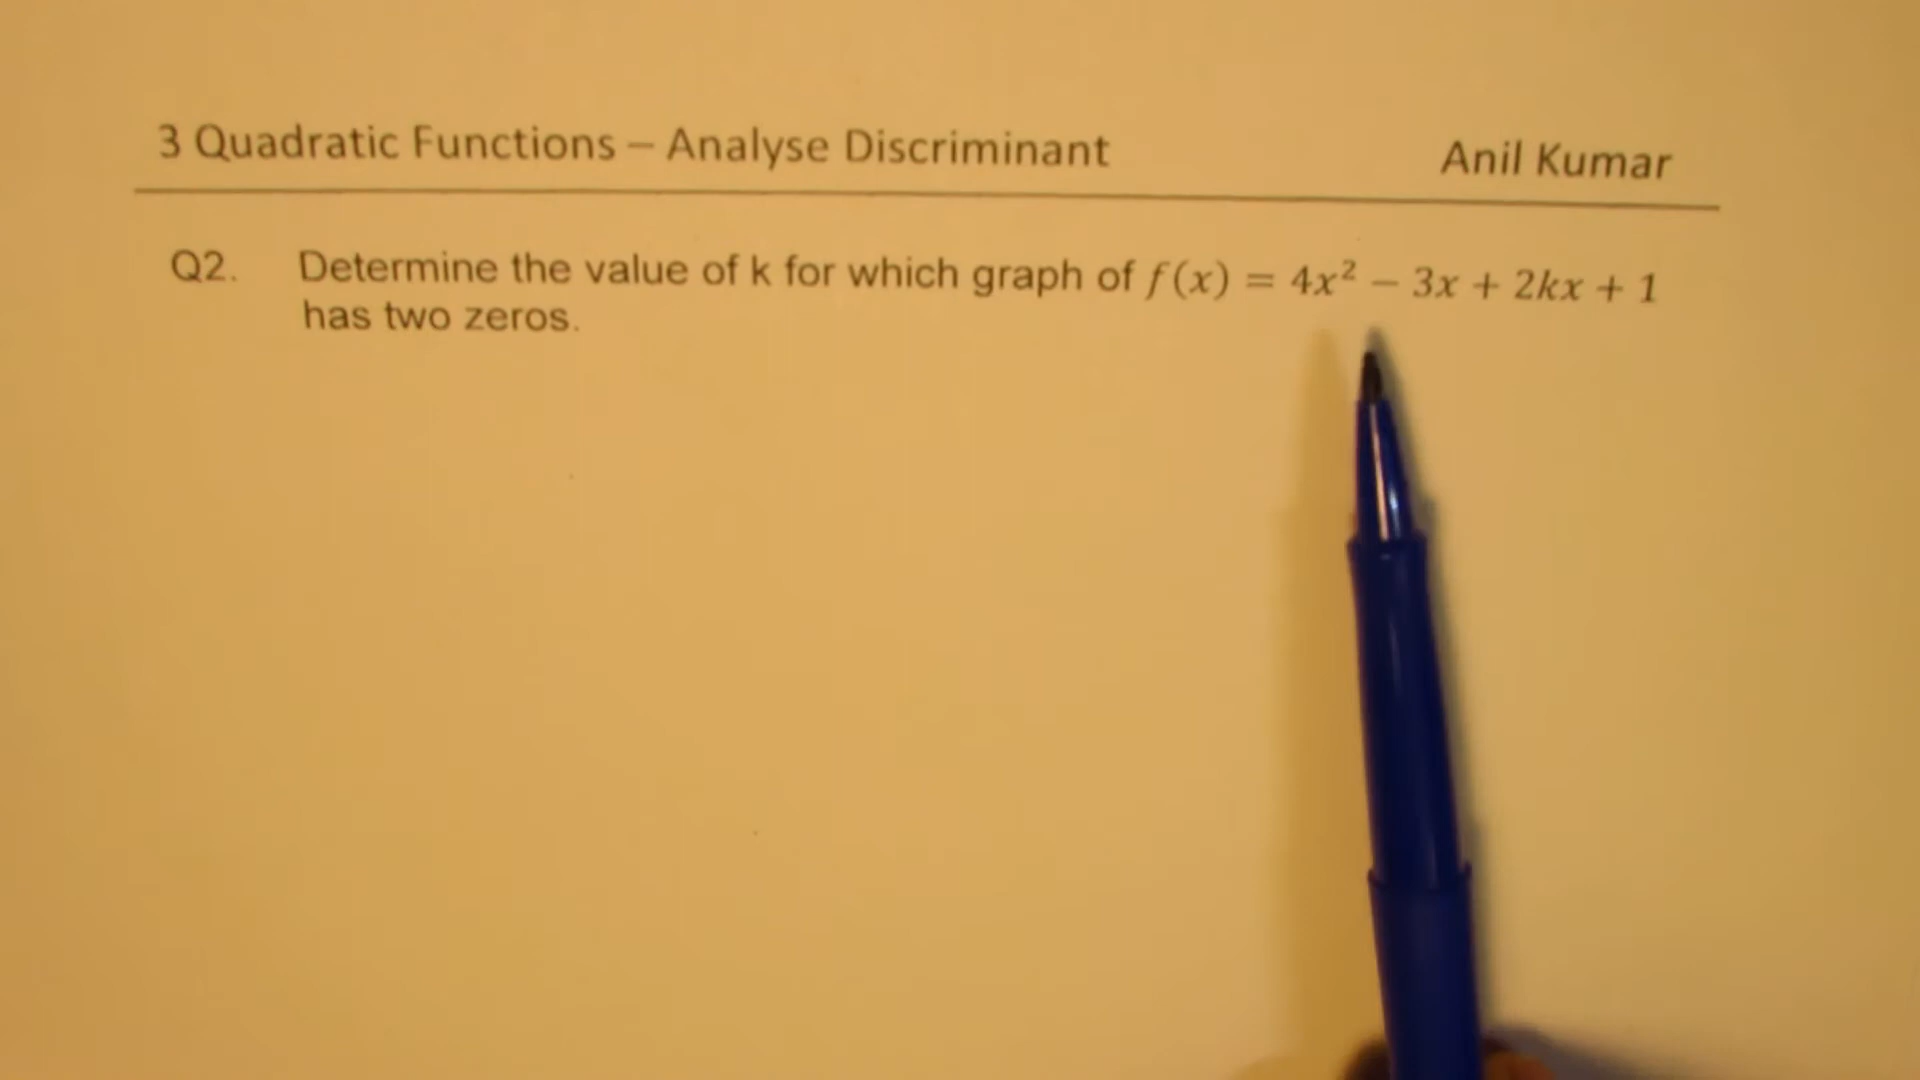 3 Quadratic Functions – Analyse Discriminant Anil Kumar
Q2. Determine the value of k for which graph of f(x) = 4x² − 3x + 2kx + 1
has two zeros.